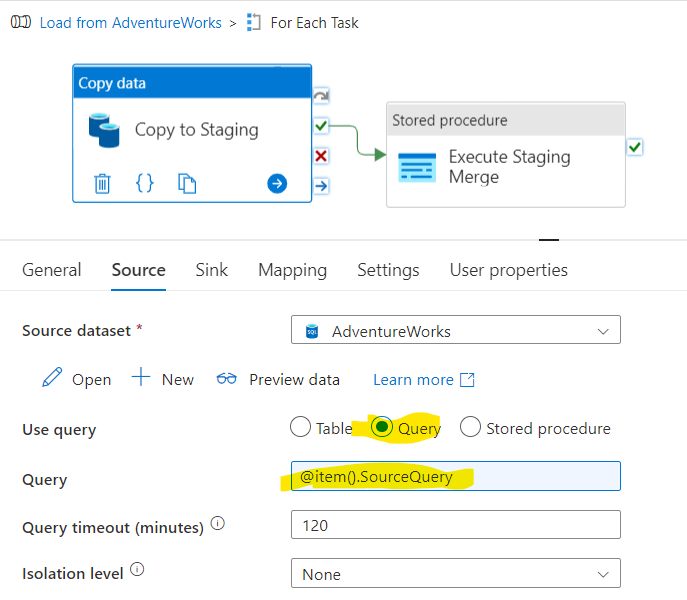 Load from AdventureWorks > For Each Task
Copy data
Copy to Staging
Stored procedure
Execute Staging
Merge
General Source Sink Mapping Settings User properties
Source dataset * AdventureWorks
Open New Preview data Learn more
Use query Table Query Stored procedure
Query @item().SourceQuery
Query timeout (minutes) 120
Isolation level None